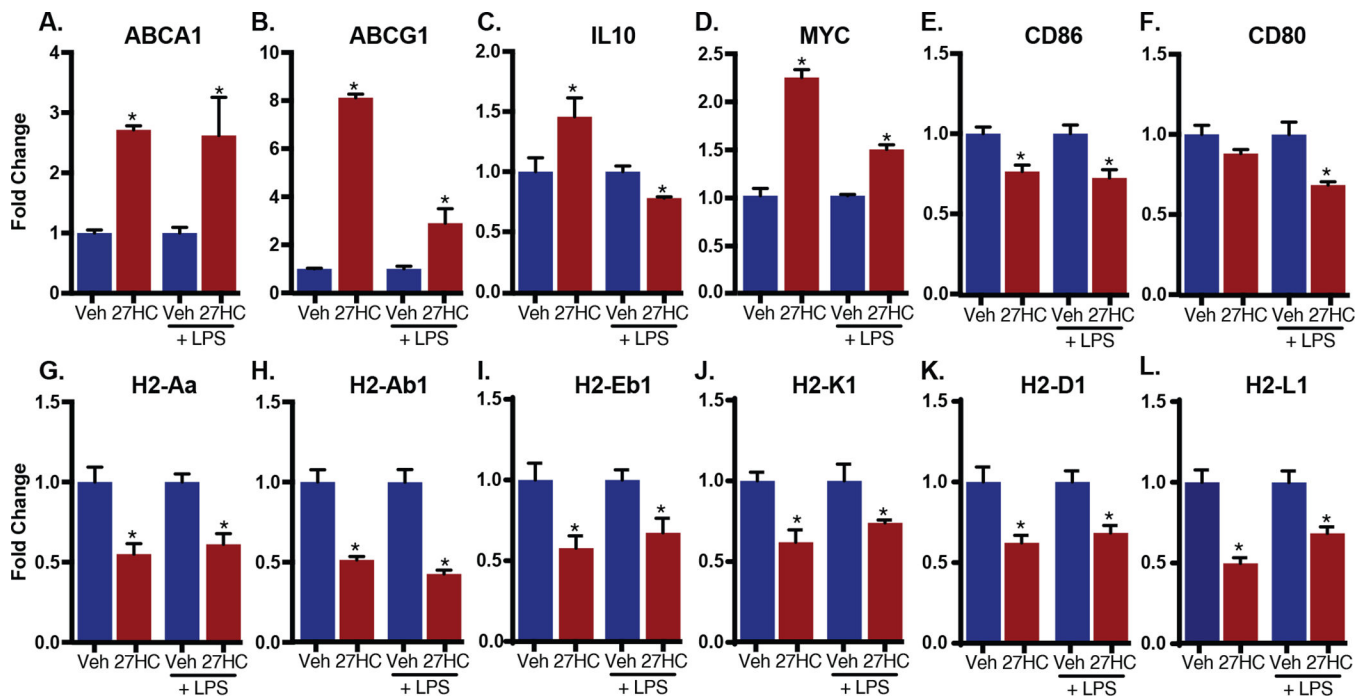 A. ABCA1
B. ABCG1
C. IL10
D. MYC
E. CD86
F. CD80
Fold Change
4
3
2
1
0
10
8
6
4
2
0
2.0
1.5
1.0
0.5
0.0
2.5
2.0
1.5
1.0
0.5
0.0
1.5
1.0
0.5
0.0
1.5
1.0
0.5
0.0
* *
* *
* *
* *
* *
*
Veh 27HC Veh 27HC
+ LPS
Veh 27HC Veh 27HC
+ LPS
Veh 27HC Veh 27HC
+ LPS
Veh 27HC Veh 27HC
+ LPS
Veh 27HC Veh 27HC
+ LPS
Veh 27HC Veh 27HC
+ LPS
G. H2-Aa
H. H2-Ab1
I. H2-Eb1
J. H2-K1
K. H2-D1
L. H2-L1
Fold Change
1.5
1.0
0.5
0.0
1.5
1.0
0.5
0.0
1.5
1.0
0.5
0.0
1.5
1.0
0.5
0.0
1.5
1.0
0.5
0.0
1.5
1.0
0.5
0.0
* *
* *
* *
* *
* *
* *
Veh 27HC Veh 27HC
+ LPS
Veh 27HC Veh 27HC
+ LPS
Veh 27HC Veh 27HC
+ LPS
Veh 27HC Veh 27HC
+ LPS
Veh 27HC Veh 27HC
+ LPS
Veh 27HC Veh 27HC
+ LPS